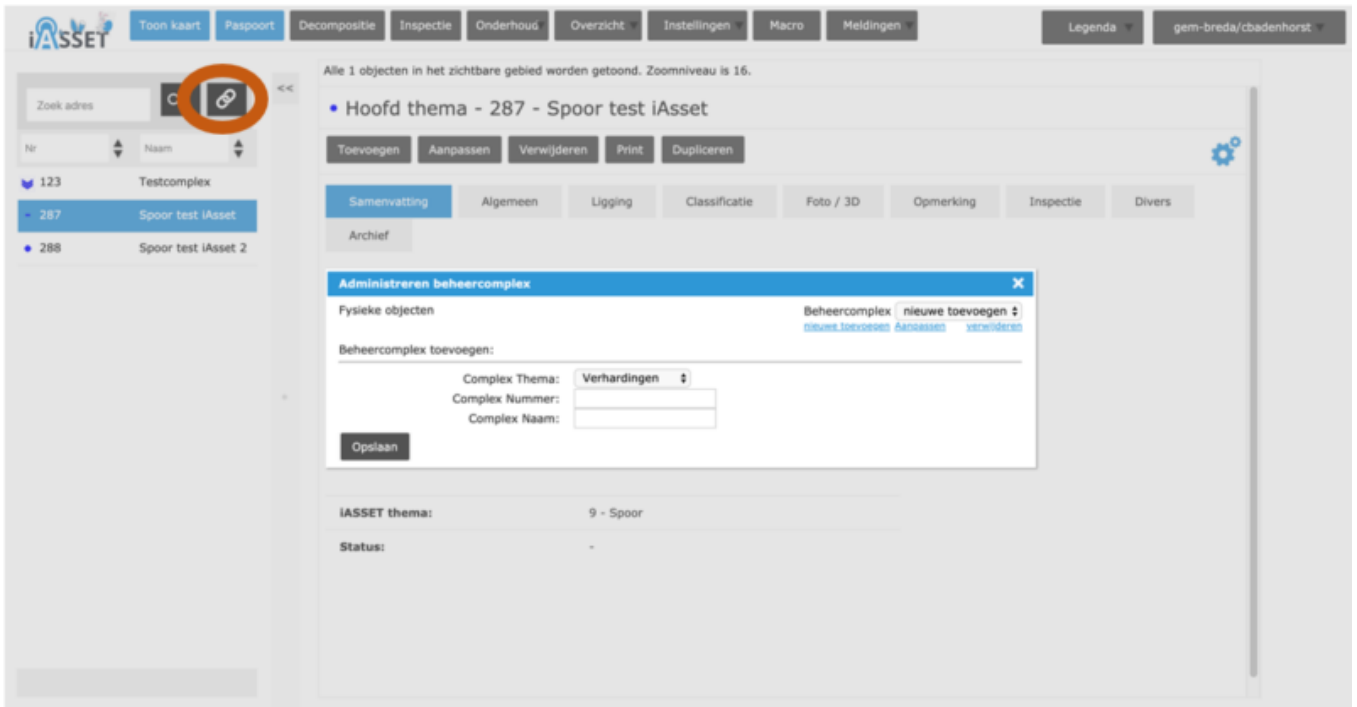 iASSET Toon kaart Paspoort Decompositie Inspectie Onderhoud Overzicht Instellingen Macro Meldingen Legenda gem-breda/cbadenhorst
Alle 1 objecten in het zichtbare gebied worden getoond. Zoomniveau is 16.
Zoek adres
<<
Nr Naam
123 Testcomplex
287 Spoor test iAsset
288 Spoor test iAsset 2
• Hoofd thema - 287 - Spoor test iAsset
Toevoegen Aanpassen Verwijderen Print Dupliceren
Samenvatting Algemeen Ligging Classificatie Foto / 3D Opmerking Inspectie Divers
Archief
Administreren beheercomplex
Fysieke objecten Beheercomplex nieuwe toevoegen
nieuwe toevoegen Aanpassen verwijderen
Beheercomplex toevoegen:
Complex Thema: Verhardingen
Complex Nummer:
Complex Naam:
Opslaan
iASSET thema: 9 - Spoor
Status: -